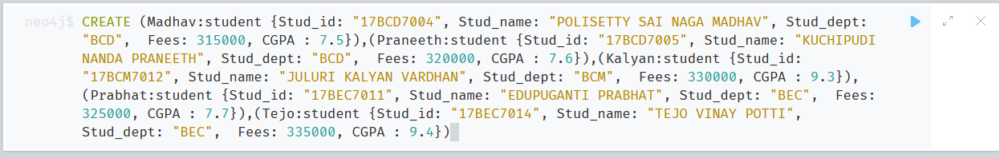 neo4j$ CREATE (Madhav:student {Stud_id: "17BCD7004", Stud_name: "POLISETTY SAI NAGA MADHAV", Stud_dept:
"BCD",  Fees: 315000, CGPA : 7.5}),(Praneeth:student {Stud_id: "17BCD7005", Stud_name: "KUCHIPUDI
NANDA PRANEETH", Stud_dept: "BCD",  Fees: 320000, CGPA : 7.6}),(Kalyan:student {Stud_id:
"17BCM7012", Stud_name: "JULURI KALYAN VARDHAN", Stud_dept: "BCM",  Fees: 330000, CGPA : 9.3}),
(Prabhat:student {Stud_id: "17BEC7011", Stud_name: "EDUPUGANTI PRABHAT", Stud_dept: "BEC",  Fees:
325000, CGPA : 7.7}),(Tejo:student {Stud_id: "17BEC7014", Stud_name: "TEJO VINAY POTTI",
Stud_dept: "BEC",  Fees: 335000, CGPA : 9.4})